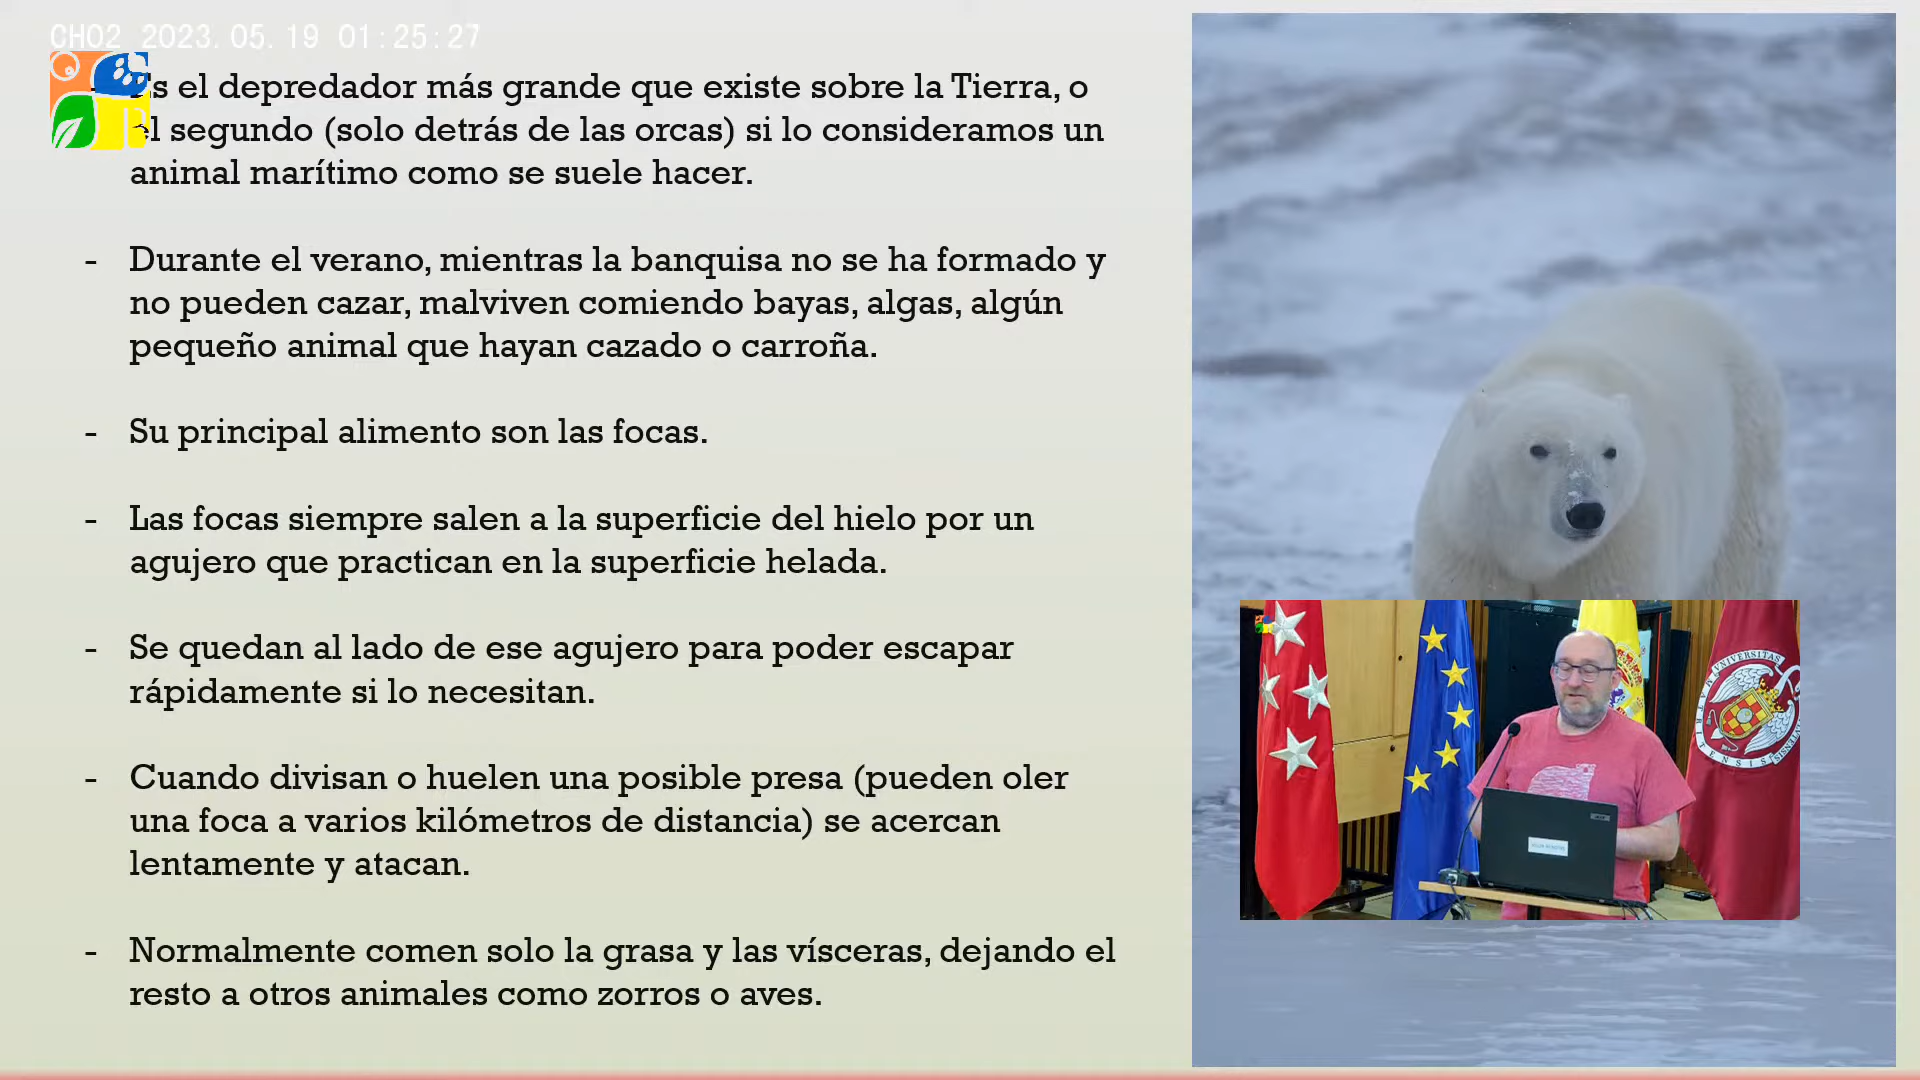 CH02 2023.05.19 01:25:27
- Es el depredador más grande que existe sobre la Tierra, o
el segundo (solo detrás de las orcas) si lo consideramos un
animal marítimo como se suele hacer.
- Durante el verano, mientras la banquisa no se ha formado y
no pueden cazar, malviven comiendo bayas, algas, algún
pequeño animal que hayan cazado o carroña.
- Su principal alimento son las focas.
- Las focas siempre salen a la superficie del hielo por un
agujero que practican en la superficie helada.
- Se quedan al lado de ese agujero para poder escapar
rápidamente si lo necesitan.
- Cuando divisan o huelen una posible presa (pueden oler
una foca a varios kilómetros de distancia) se acercan
lentamente y atacan.
- Normalmente comen solo la grasa y las vísceras, dejando el
resto a otros animales como zorros o aves.
VNIVERSITAS